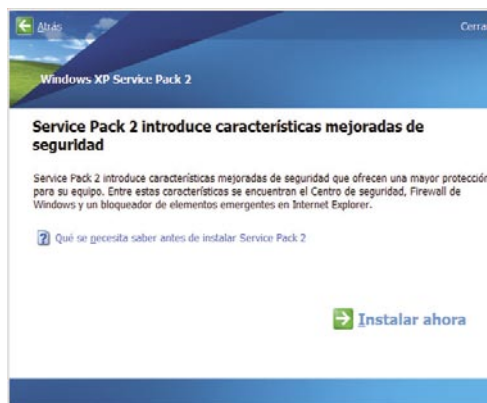 Atrás
Windows XP Service Pack 2
Service Pack 2 introduce características mejoradas de
seguridad
Service Pack 2 introduce características mejoradas de seguridad que ofrecen una mayor protección
para su equipo. Entre estas características se encuentran el Centro de seguridad, Firewall de
Windows y un bloqueador de elementos emergentes en Internet Explorer.
Qué se necesita saber antes de instalar Service Pack 2
Instalar ahora